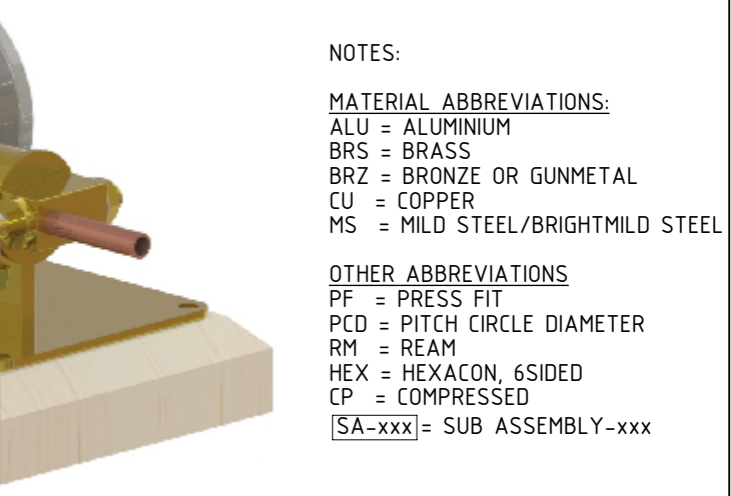 NOTES:
MATERIAL ABBREVIATIONS:
ALU = ALUMINIUM
BRS = BRASS
BRZ = BRONZE OR GUNMETAL
CU = COPPER
MS = MILD STEEL/BRIGHTMILD STEEL
OTHER ABBREVIATIONS
PF = PRESS FIT
PCD = PITCH CIRCLE DIAMETER
RM = REAM
HEX = HEXACON, 6SIDED
CP = COMPRESSED
SA-xxx = SUB ASSEMBLY-xxx